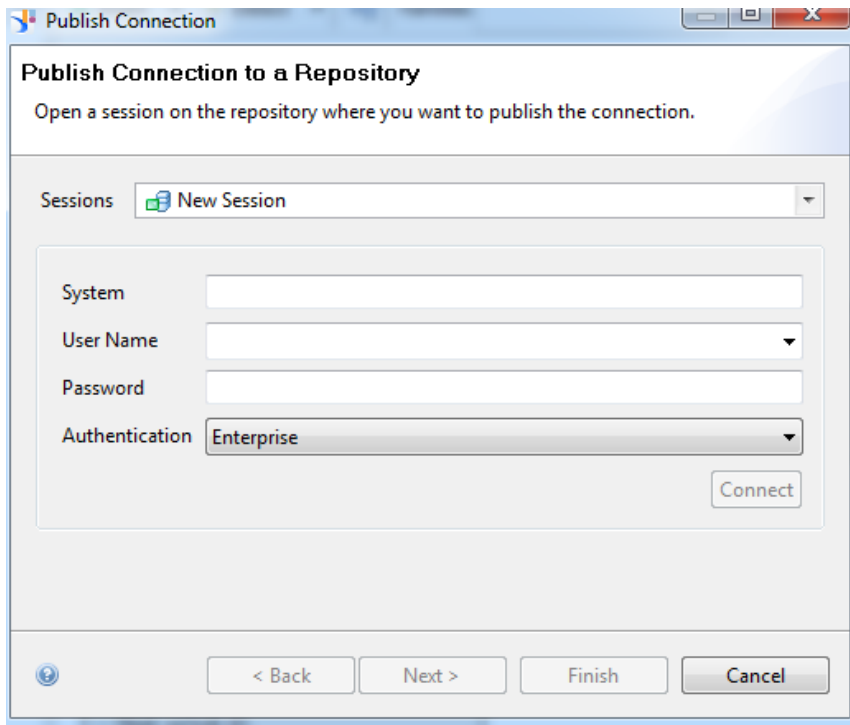 Publish Connection
Publish Connection to a Repository
Open a session on the repository where you want to publish the connection.
Sessions New Session
System
User Name
Password
Authentication Enterprise
Connect
< Back Next > Finish Cancel